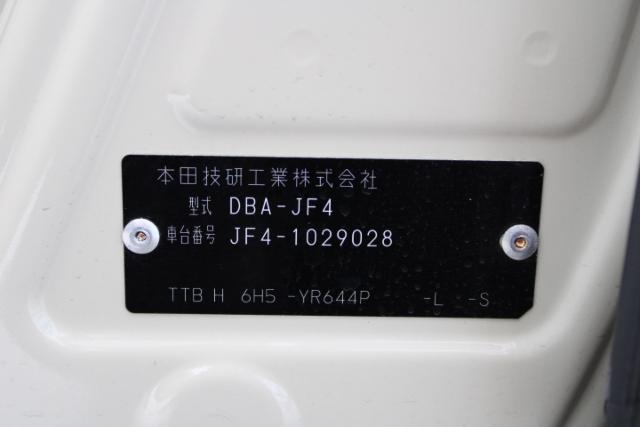 本田技研工業株式会社
型式 DBA-JF4
車台番号 JF4-1029028
TTB H 6H5 -YR644P -L -S